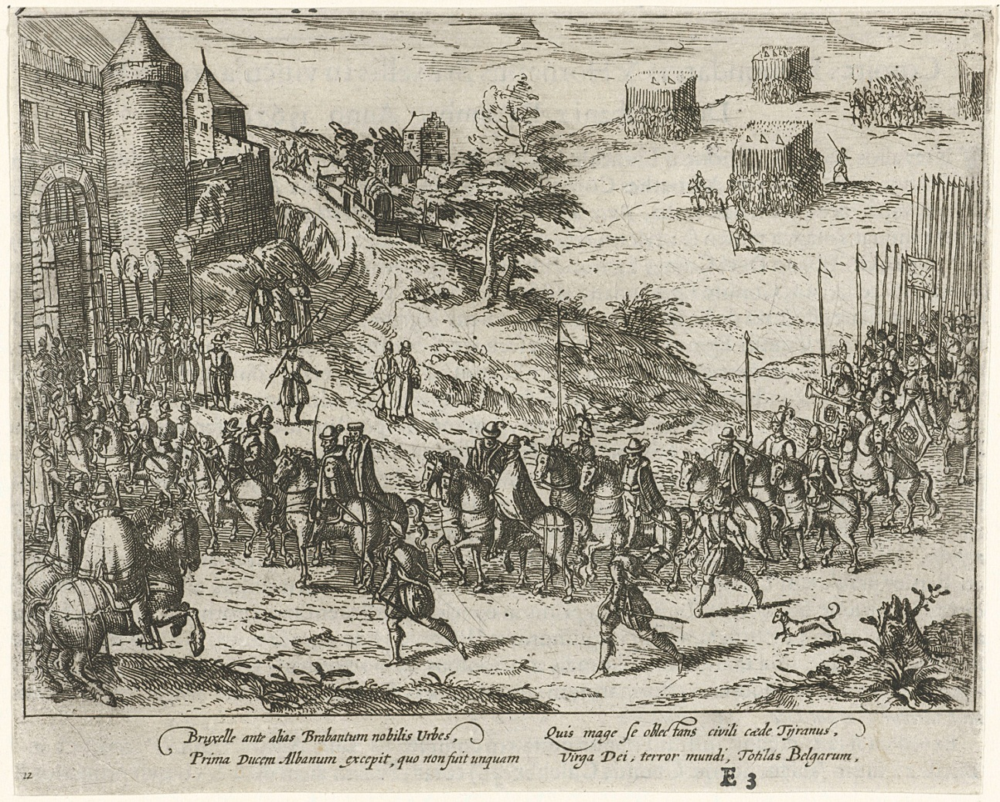 Bruxelle ante alias Brabantum nobilis Urbes,
Prima Ducem Albanum excepit, quo non fuit unquam
Quis mage se oblectans civili cæde Tyranus,
Virga Dei, terror mundi, Totilas Belgarum,
12
E 3